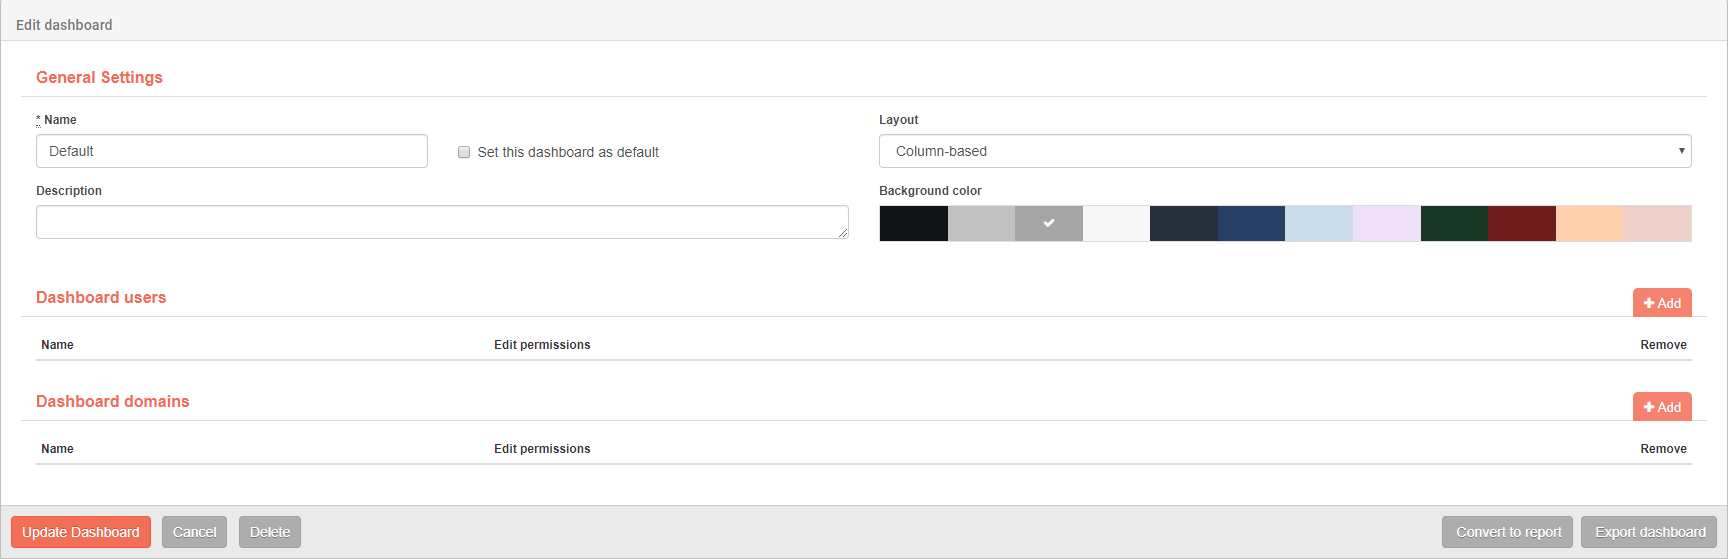 Edit dashboard
General Settings
* Name
Layout
Default
Set this dashboard as default
Column-based
Description
Background color
Dashboard users
Add
Name Edit permissions Remove
Dashboard domains
Add
Name Edit permissions Remove
Update Dashboard Cancel Delete Convert to report Export dashboard